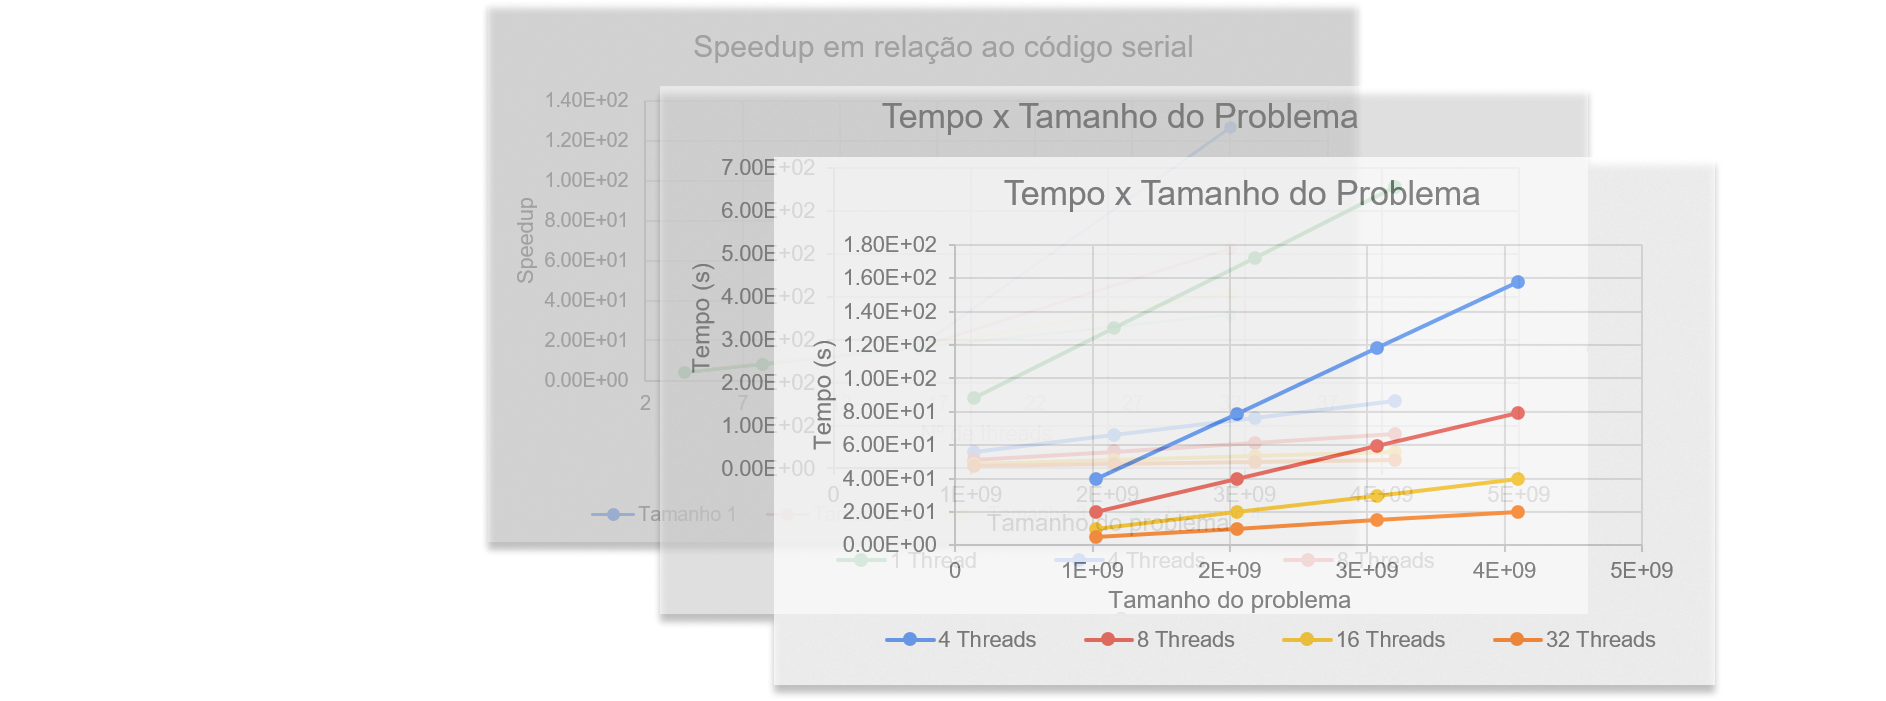 Speedup em relação ao código serial
1.40E+02
1.20E+02
1.00E+02
8.00E+01
6.00E+01
4.00E+01
2.00E+01
0.00E+00
Speedup
2
7
22
27
37
threads
Tamanho 1
Tempo x Tamanho do Problema
7.00E+02
6.00E+02
5.00E+02
4.00E+02
3.00E+02
2.00E+02
1.00E+02
0.00E+00
Tempo (s)
0
1E+09
2E+09
3E+09
4E+09
5E+09
Tamanho do problema
1 Thread
4 Threads
8 Threads
Tempo x Tamanho do Problema
1.80E+02
1.60E+02
1.40E+02
1.20E+02
1.00E+02
8.00E+01
6.00E+01
4.00E+01
2.00E+01
0.00E+00
Tempo (s)
0
1E+09
2E+09
3E+09
4E+09
5E+09
Tamanho do problema
4 Threads
8 Threads
16 Threads
32 Threads